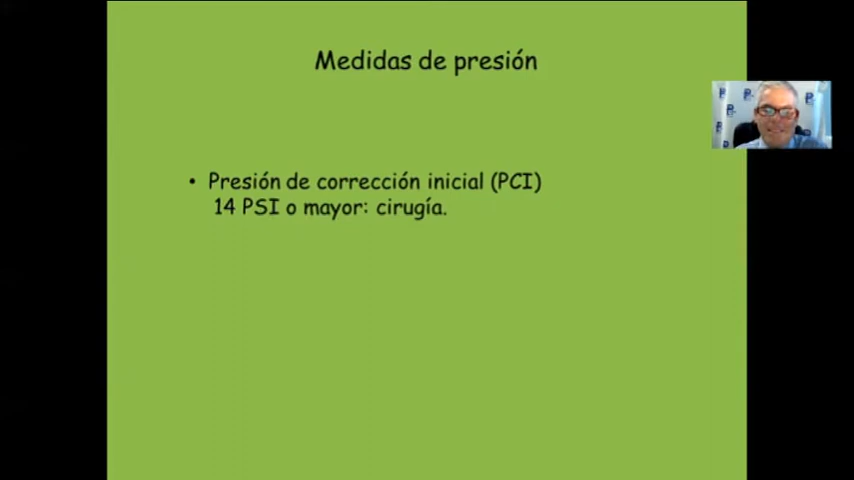 Medidas de presión
• Presión de corrección inicial (PCI)
14 PSI o mayor: cirugía.